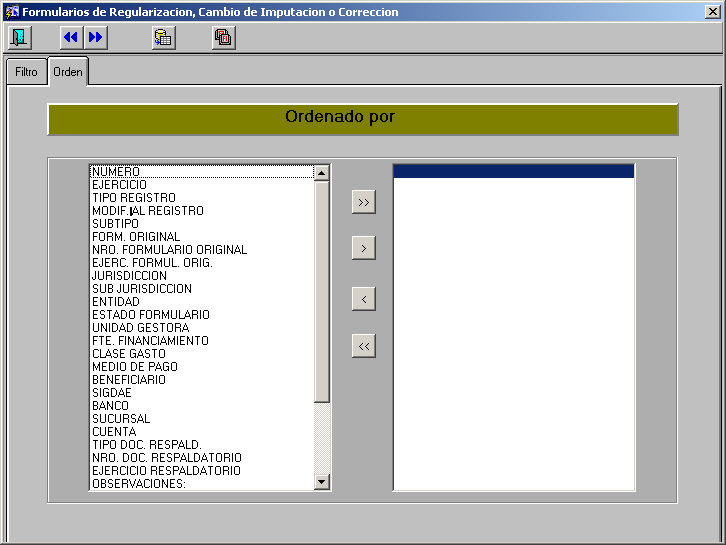 Formularios de Regularizacion, Cambio de Imputacion o Correccion
Filtro
Orden
Ordenado por
NUMERO
EJERCICIO
TIPO REGISTRO
MODIF. AL REGISTRO
SUBTIPO
FORM. ORIGINAL
NRO. FORMULARIO ORIGINAL
EJERC. FORMUL. ORIG.
JURISDICCION
SUB JURISDICCION
ENTIDAD
ESTADO FORMULARIO
UNIDAD GESTORA
FTE. FINANCIAMIENTO
CLASE GASTO
MEDIO DE PAGO
BENEFICIARIO
SIGDAE
BANCO
SUCURSAL
CUENTA
TIPO DOC. RESPALD.
NRO. DOC. RESPALDATORIO
EJERCICIO RESPALDATORIO
OBSERVACIONES:
>>
>
<
<<